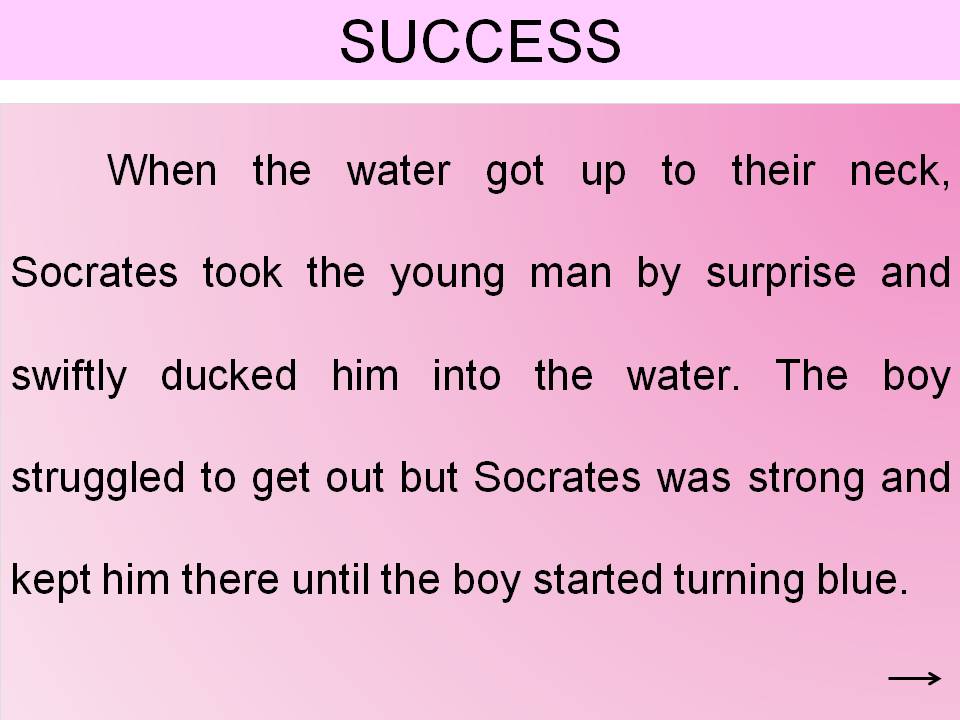 SUCCESS
When the water got up to their neck,
Socrates took the young man by surprise and
swiftly ducked him into the water. The boy
struggled to get out but Socrates was strong and
kept him there until the boy started turning blue.